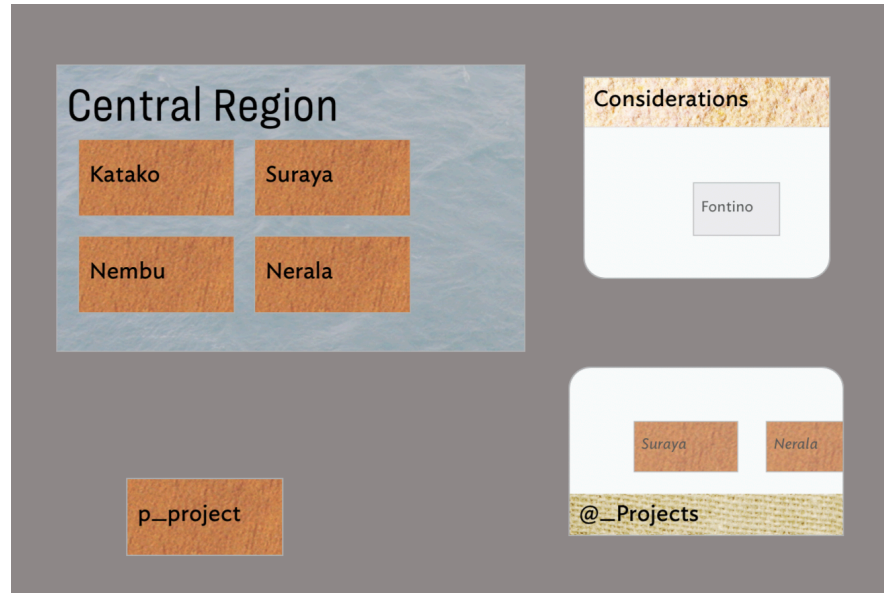 Central Region
Katako
Suraya
Nembu
Nerala
Considerations
Fontino
Suraya
Nerala
@_Projects
p_project